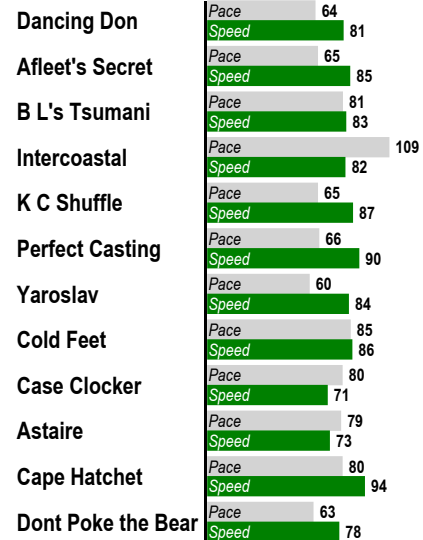 Dancing Don
Pace 64
Speed 81
Afleet's Secret
Pace 65
Speed 85
B L's Tsumani
Pace 81
Speed 83
Intercoastal
Pace 109
Speed 82
K C Shuffle
Pace 65
Speed 87
Perfect Casting
Pace 66
Speed 90
Yaroslav
Pace 60
Speed 84
Cold Feet
Pace 85
Speed 86
Case Clocker
Pace 80
Speed 71
Astaire
Pace 79
Speed 73
Cape Hatchet
Pace 80
Speed 94
Dont Poke the Bear
Pace 63
Speed 78